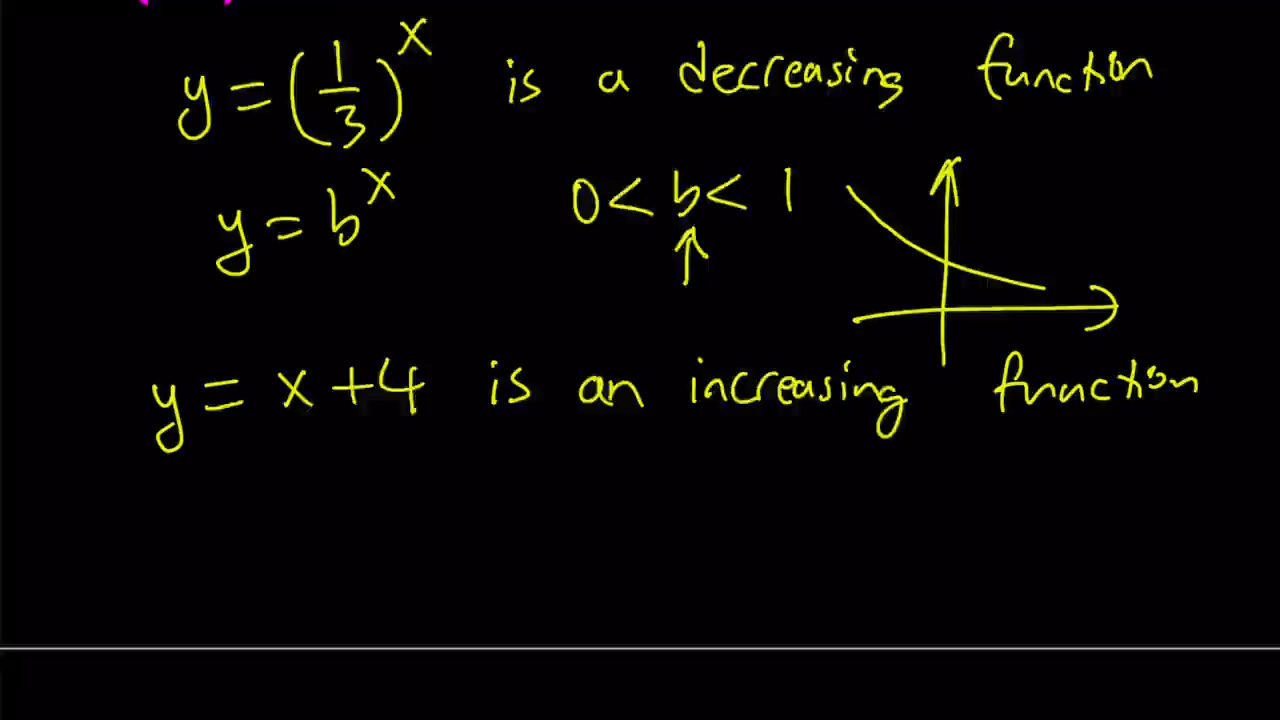 y = (1/3)^x is a decreasing function
y = b^x 0 < b < 1
y = x + 4 is an increasing function